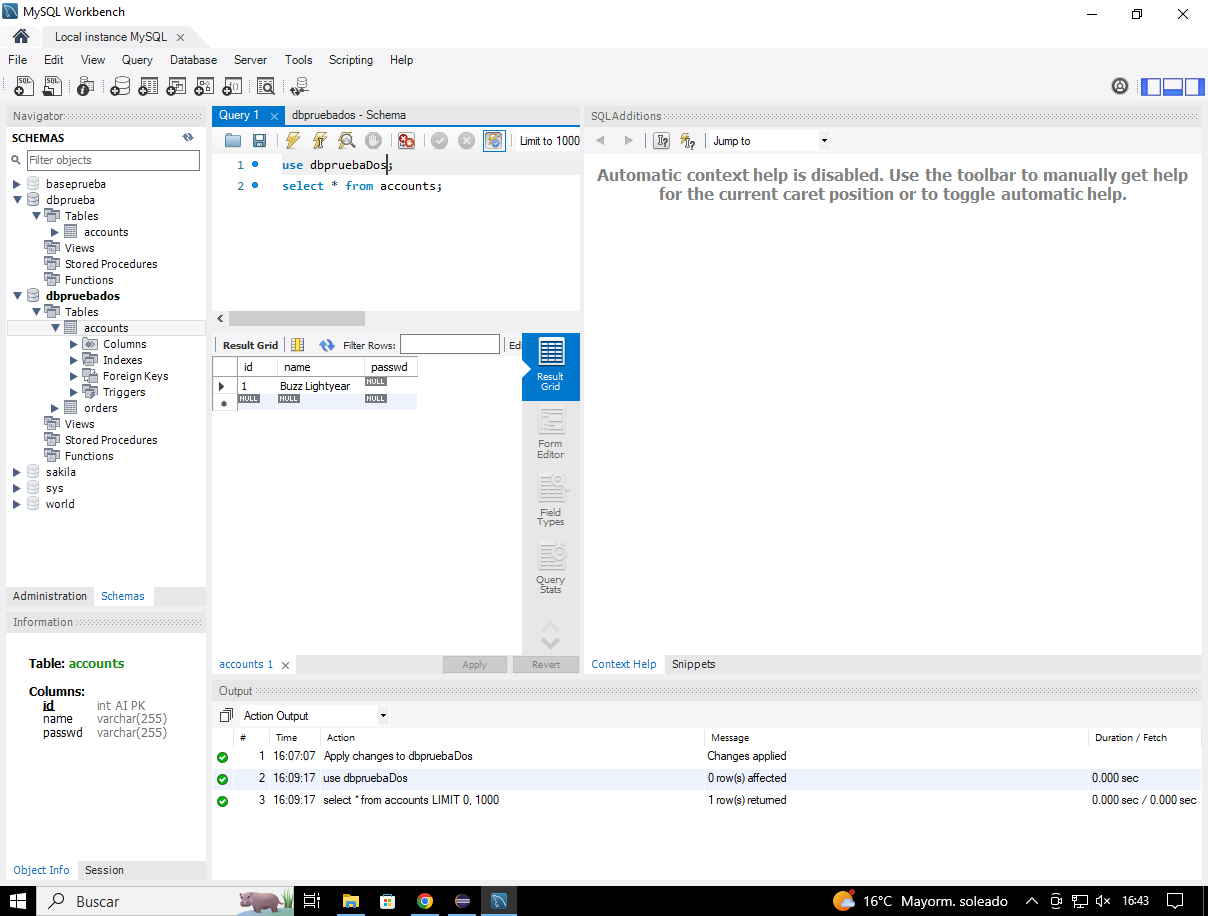 MySQL Workbench
Local instance MySQL
File Edit View Query Database Server Tools Scripting Help
Navigator
SCHEMAS
Filter objects
baseprueba
dbprueba
Tables
accounts
Views
Stored Procedures
Functions
dbpruebados
Tables
accounts
Columns
Indexes
Foreign Keys
Triggers
orders
Views
Stored Procedures
Functions
sakila
sys
world
Administration Schemas
Information
Table: accounts
Columns:
id int AI PK
name varchar(255)
passwd varchar(255)
Object Info Session
Query 1 dbpruebados - Schema
Limit to 1000
1 use dbpruebaDos;
2 select * from accounts;
Result Grid Filter Rows: Ed
id name passwd
1 Buzz Lightyear NULL
NULL NULL NULL
Result
Grid
Form
Editor
Field
Types
Query
Stats
accounts 1 Apply Revert
SQLAdditions
Jump to
Automatic context help is disabled. Use the toolbar to manually get help
for the current caret position or to toggle automatic help.
Context Help Snippets
Output
Action Output
# Time Action Message Duration / Fetch
1 16:07:07 Apply changes to dbpruebaDos Changes applied
2 16:09:17 use dbpruebaDos 0 row(s) affected 0.000 sec
3 16:09:17 select * from accounts LIMIT 0, 1000 1 row(s) returned 0.000 sec / 0.000 sec
Buscar
16°C Mayorm. soleado 16:43